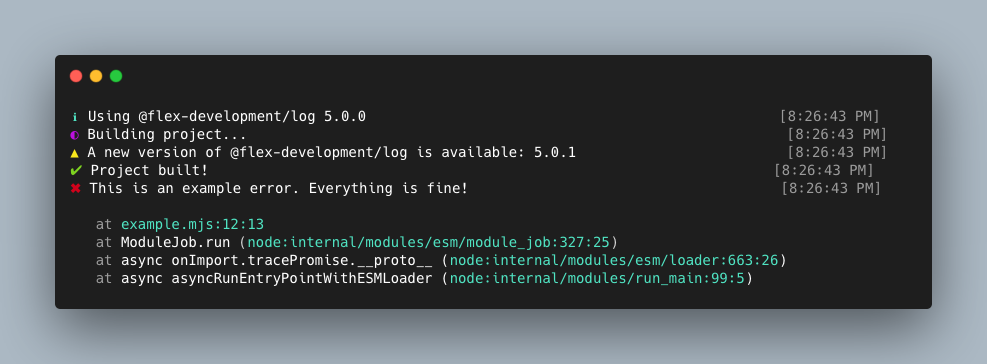 ℹ Using @flex-development/log 5.0.0 [8:26:43 PM]
◐ Building project... [8:26:43 PM]
▲ A new version of @flex-development/log is available: 5.0.1 [8:26:43 PM]
✔ Project built! [8:26:43 PM]
✖ This is an example error. Everything is fine! [8:26:43 PM]
at example.mjs:12:13
at ModuleJob.run (node:internal/modules/esm/module_job:327:25)
at async onImport.tracePromise.__proto__ (node:internal/modules/esm/loader:663:26)
at async asyncRunEntryPointWithESMLoader (node:internal/modules/run_main:99:5)